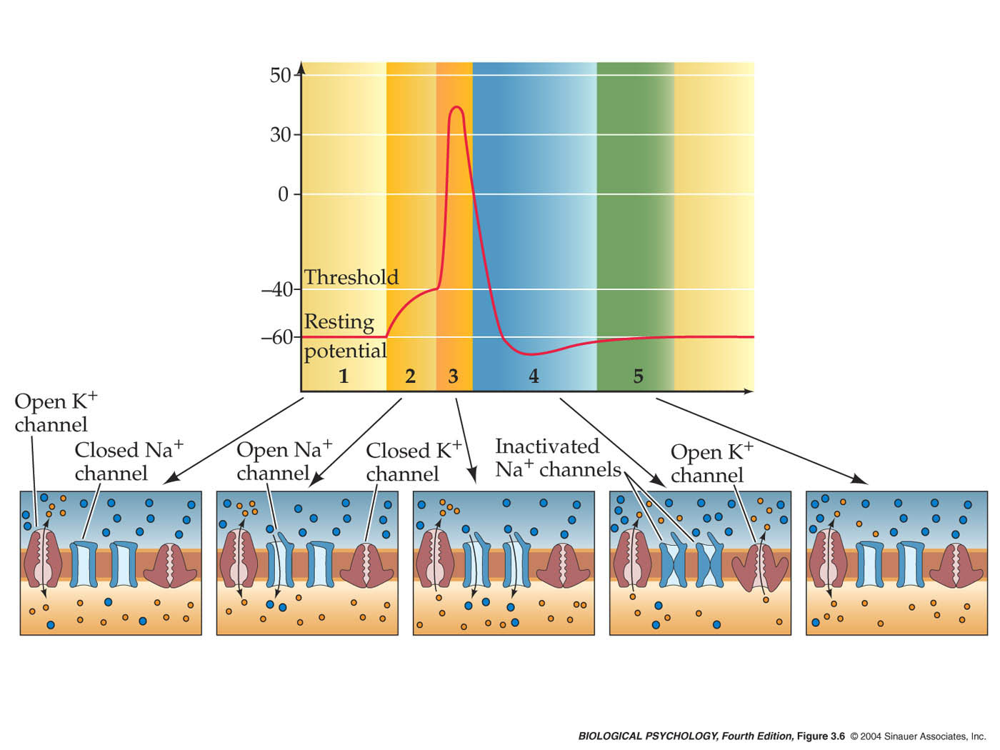 50
30
0
Threshold
–40
Resting
–60
potential
1 2 3 4 5
Open K+
channel
Closed Na+
channel
Open Na+
channel
Closed K+
channel
Inactivated
Na+ channels
Open K+
channel
BIOLOGICAL PSYCHOLOGY, Fourth Edition, Figure 3.6 © 2004 Sinauer Associates, Inc.